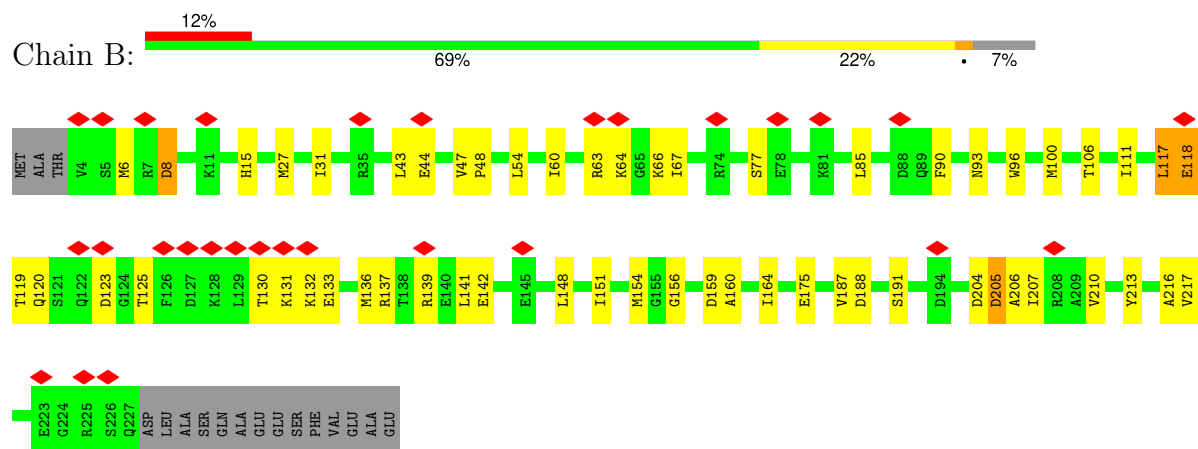 12%
Chain B:
69% 22% • 7%
MET ALA THR V4 S5 M6 R7 D8 K11 H15 M27 I31 R35 L43 E44 V47 P48 L54 I60 R63 K64 G65 K66 I67 R74 S77 E78 K81 L85 D88 Q89 F90 N93 W96 M100 T106 I111 L117 E118
T119 Q120 S121 Q122 D123 G124 T125 F126 D127 K128 L129 T130 K131 K132 E133 M136 R137 T138 R139 E140 L141 E142 E145 L148 I151 M154 G155 G156 D159 A160 I164 E175 V187 D188 S191 D194 D204 D205 A206 I207 R208 A209 V210 Y213 A216 V217
E223 G224 R225 S226 Q227 ASP LEU ALA SER GLN ALA GLU GLU SER PHE VAL GLU ALA GLU